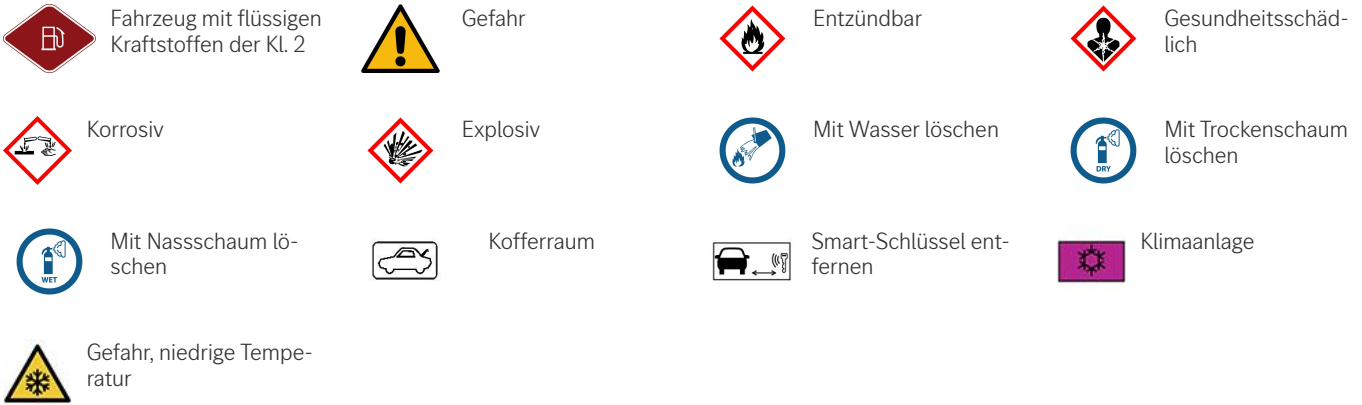 Fahrzeug mit flüssigen
Kraftstoffen der Kl. 2
Gefahr
Entzündbar
Gesundheitsschäd-
lich
Korrosiv
Explosiv
Mit Wasser löschen
Mit Trockenschaum
löschen
DRY
Mit Nassschaum lö-
schen
WET
Kofferraum
Smart-Schlüssel ent-
fernen
Klimaanlage
Gefahr, niedrige Tempe-
ratur